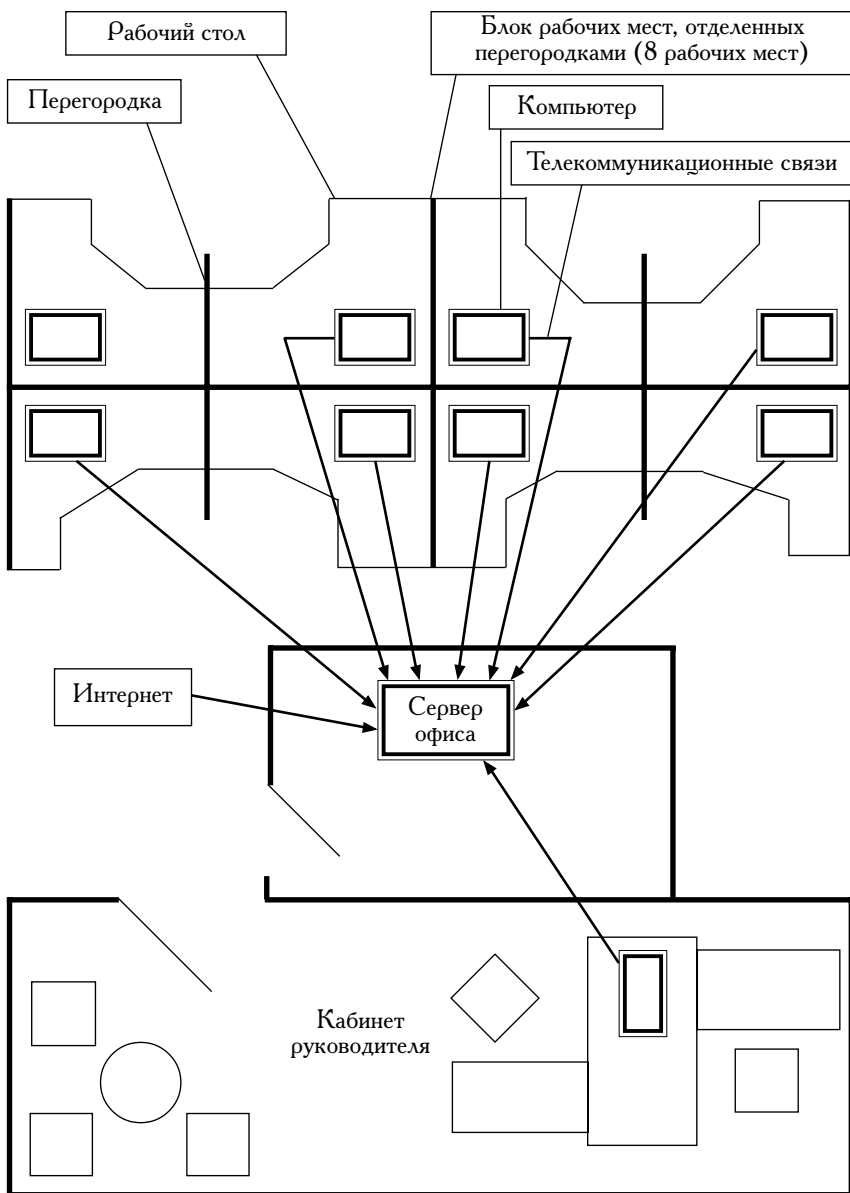 Рабочий стол
Блок рабочих мест, отделенных
перегородками (8 рабочих мест)
Перегородка
Компьютер
Телекоммуникационные связи
Интернет
Сервер
офиса
Кабинет
руководителя